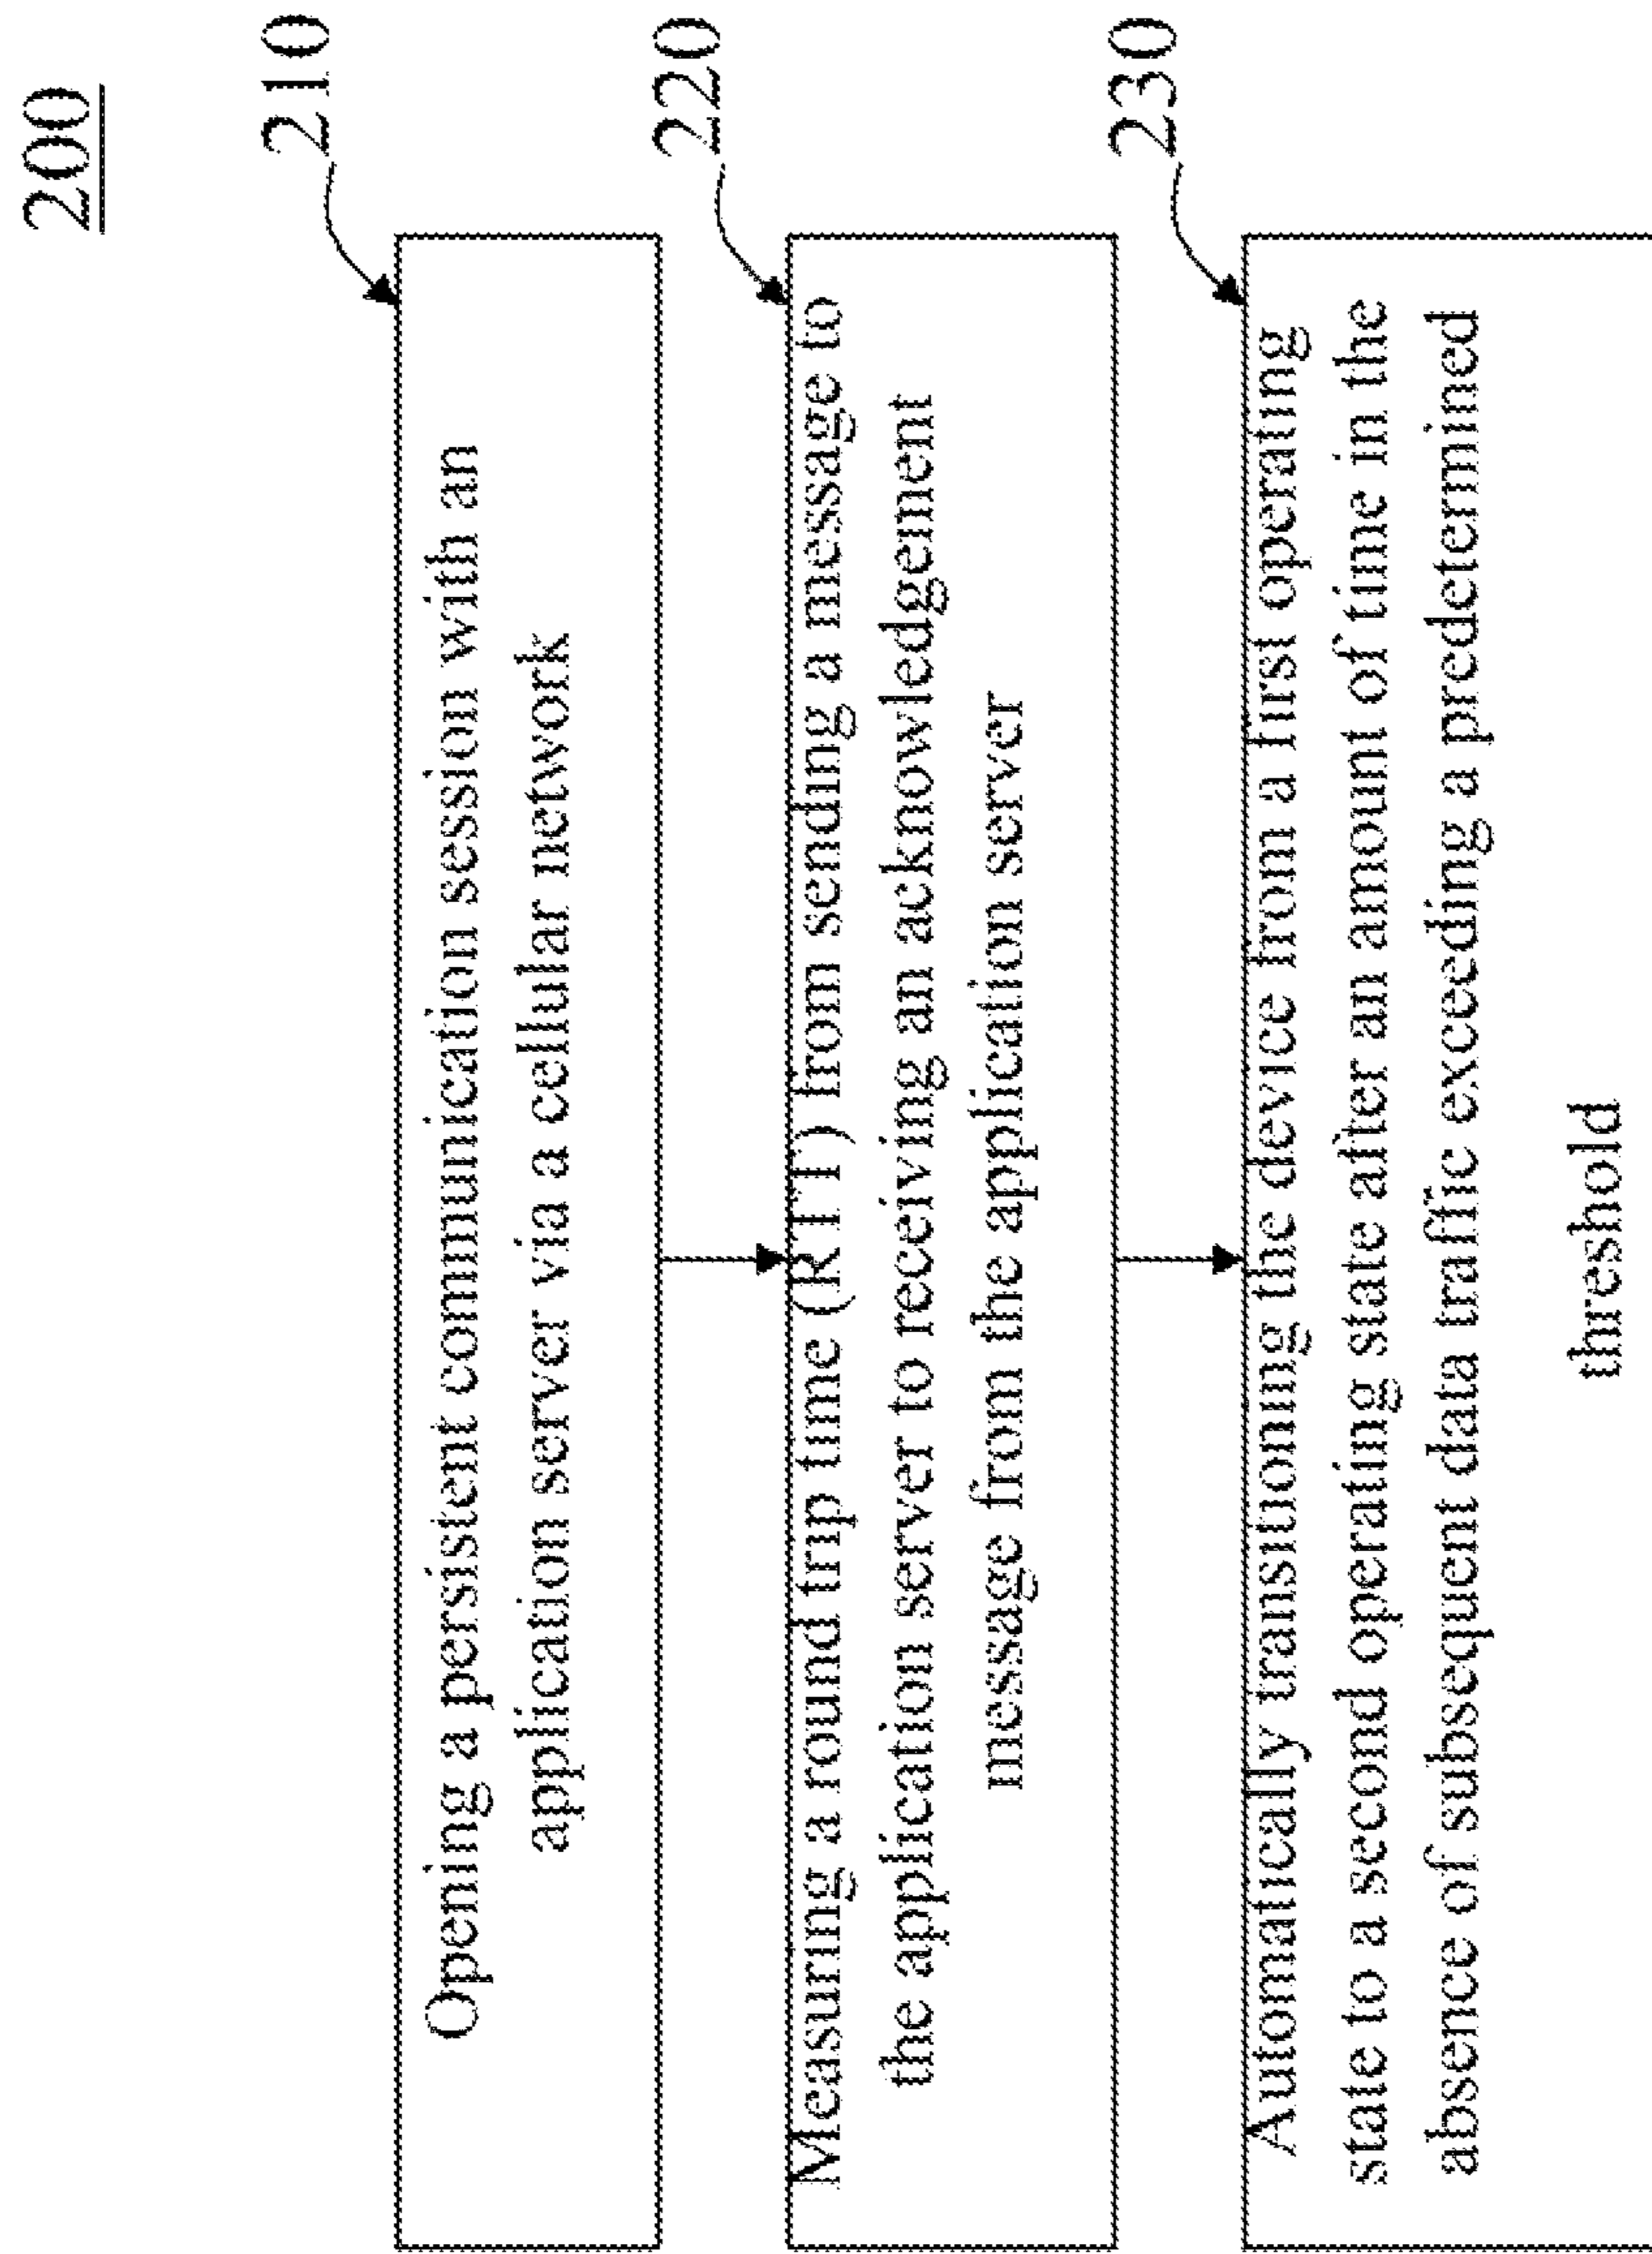 200
210
Opening a persistent communication session with an
application server via a cellular network
220
Measuring a round trip time (RTT) from sending a message to
the application server to receiving an acknowledgement
message from the application server
230
Automatically transitioning the device from a first operating
state to a second operating state after an amount of time in the
absence of subsequent data traffic exceeding a predetermined
threshold